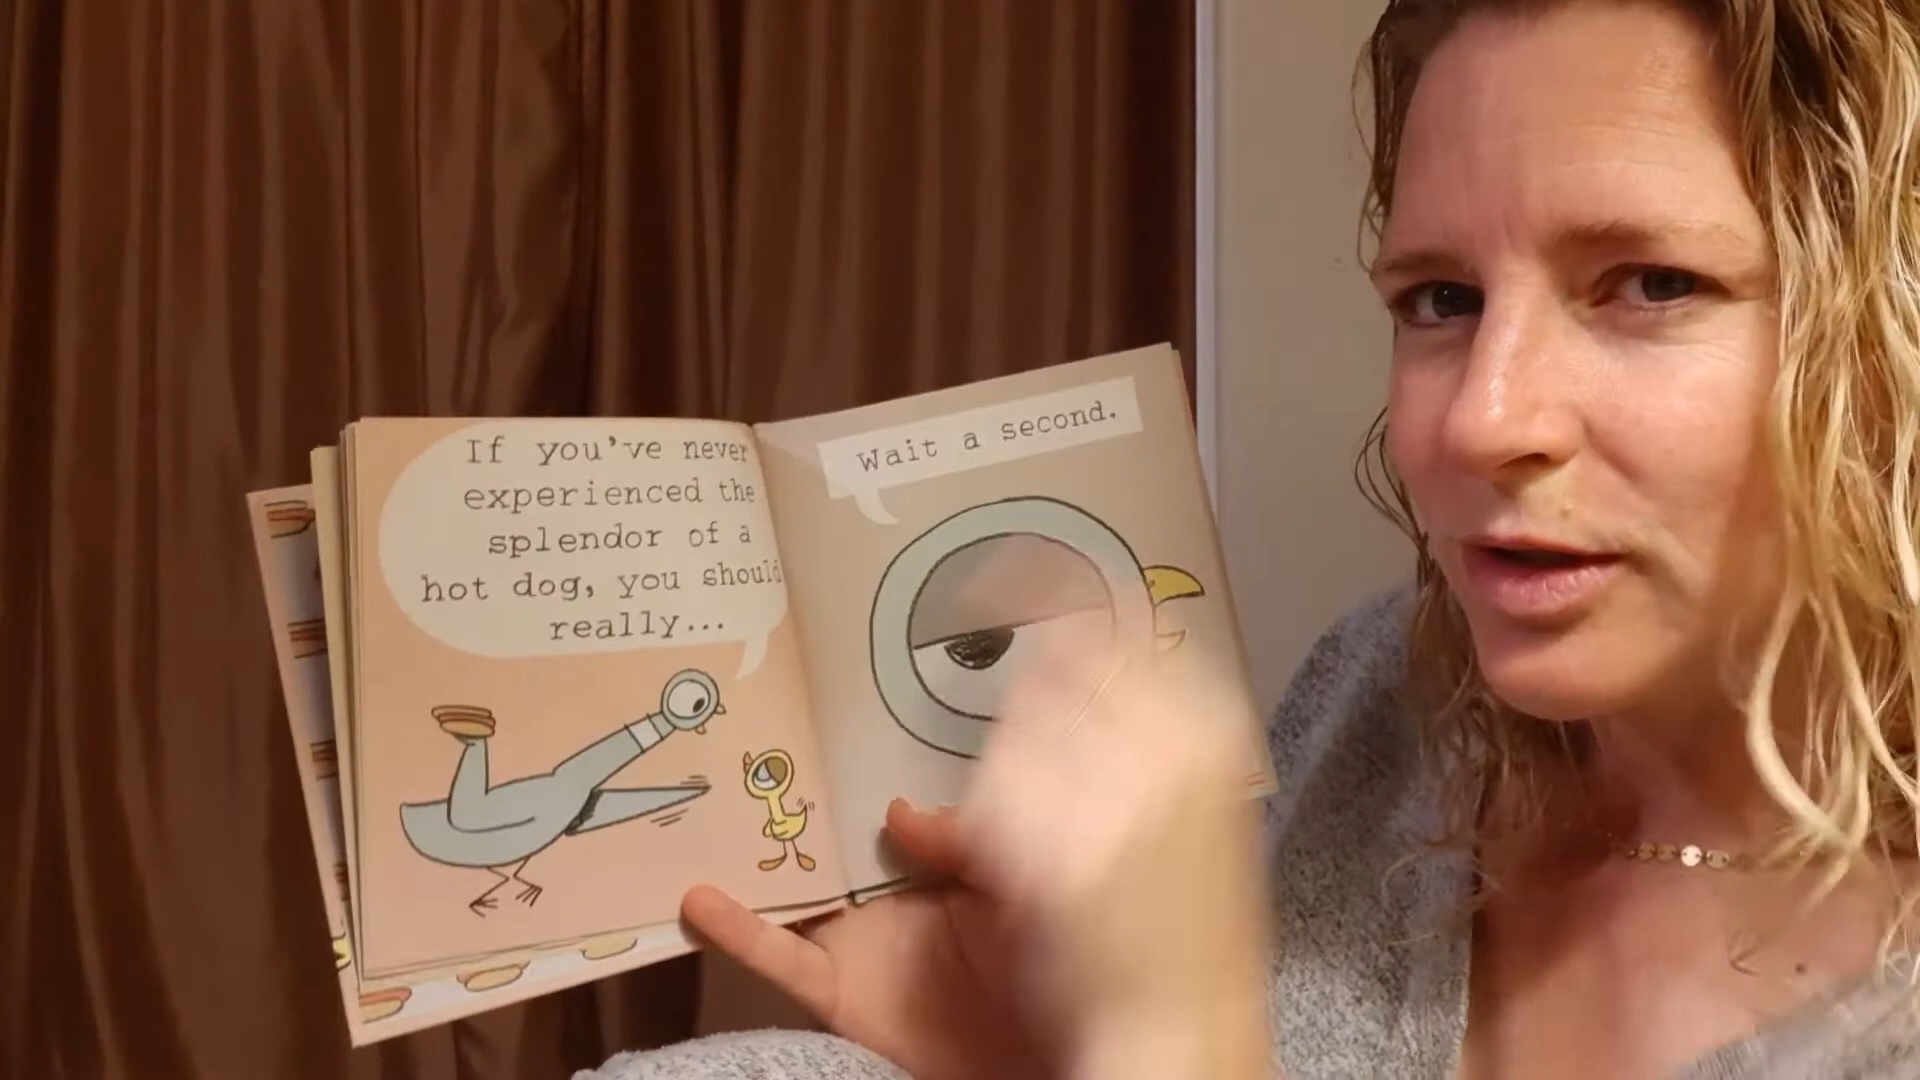 If you've never
experienced the
splendor of a
hot dog, you should
really...
Wait a second.